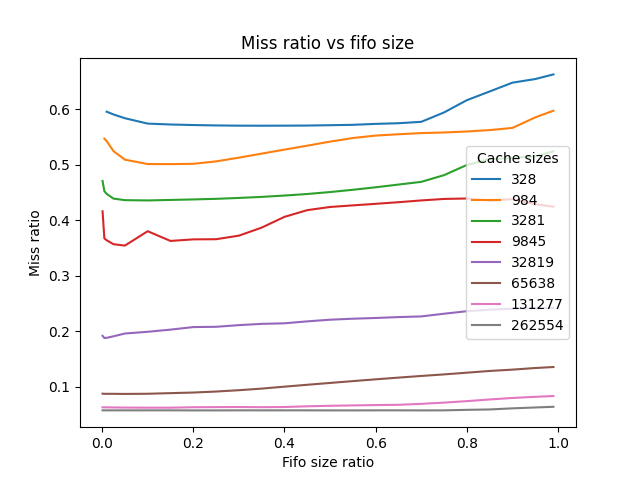 Miss ratio vs fifo size
Miss ratio
0.6
0.5
0.4
0.3
0.2
0.1
Cache sizes
328
984
3281
9845
32819
65638
131277
262554
0.0 0.2 0.4 0.6 0.8 1.0
Fifo size ratio